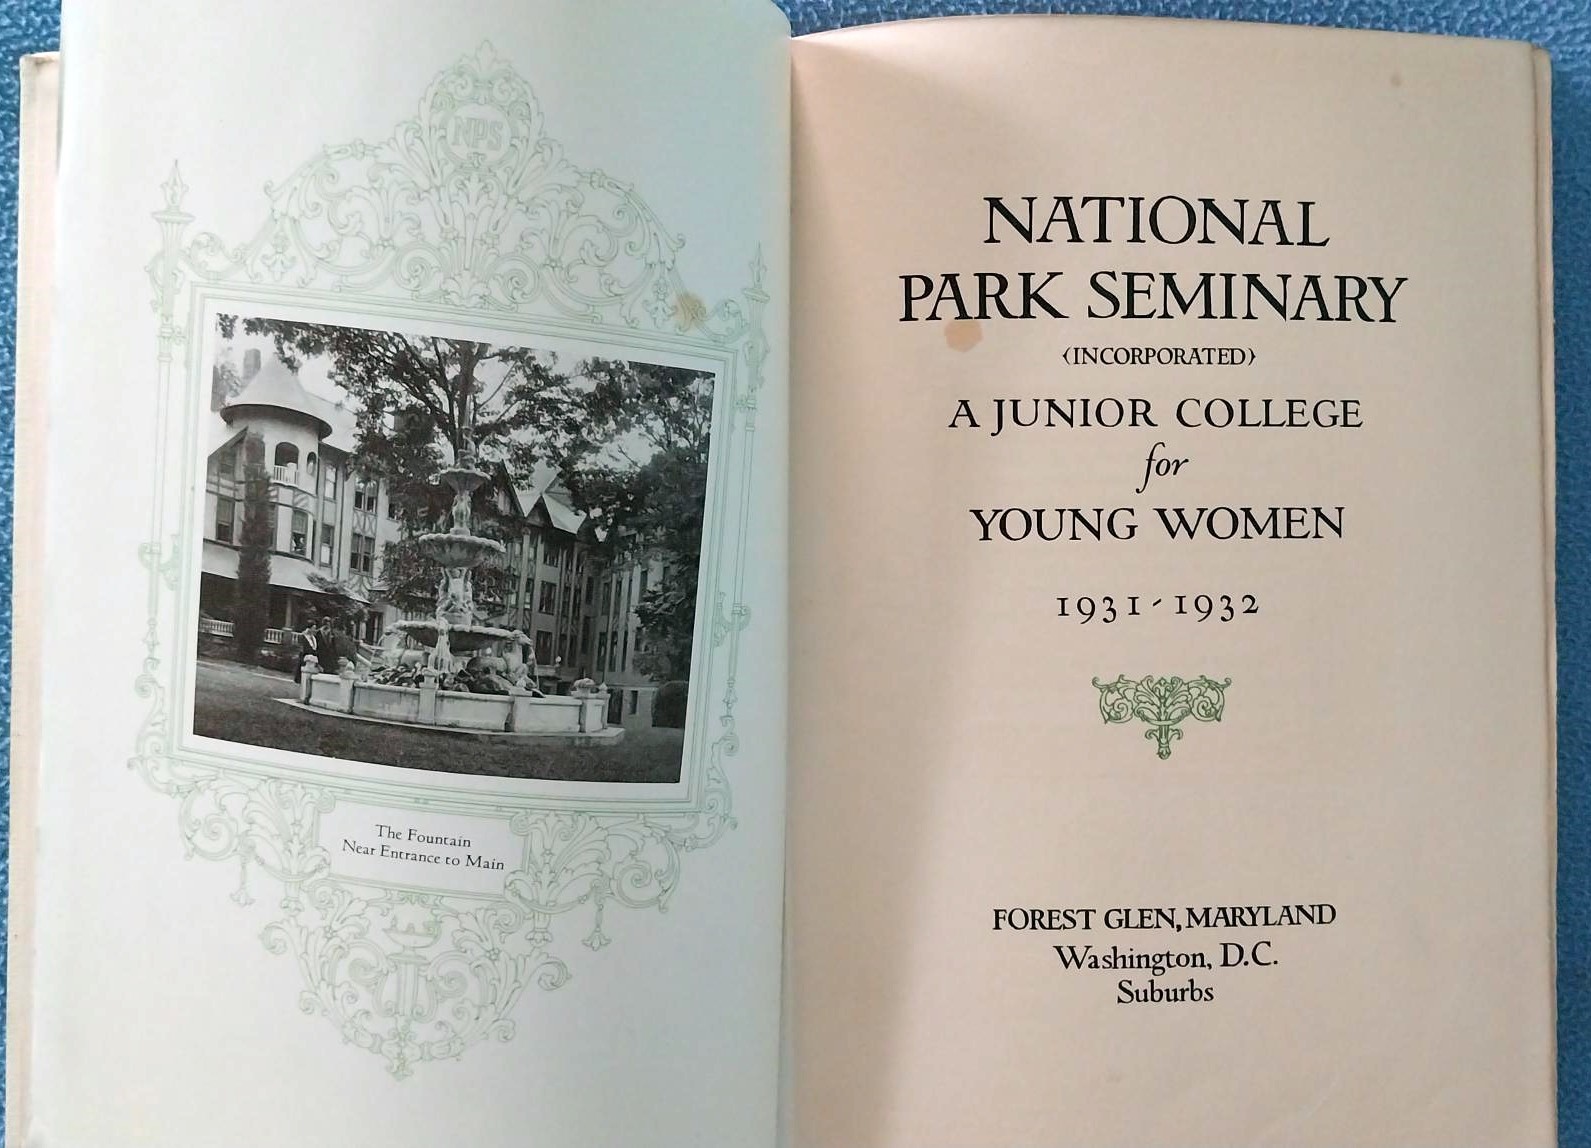 NPS
The Fountain
Near Entrance to Main
NATIONAL
PARK SEMINARY
‹INCORPORATED›
A JUNIOR COLLEGE
for
YOUNG WOMEN
1931-1932
FOREST GLEN, MARYLAND
Washington, D.C.
Suburbs